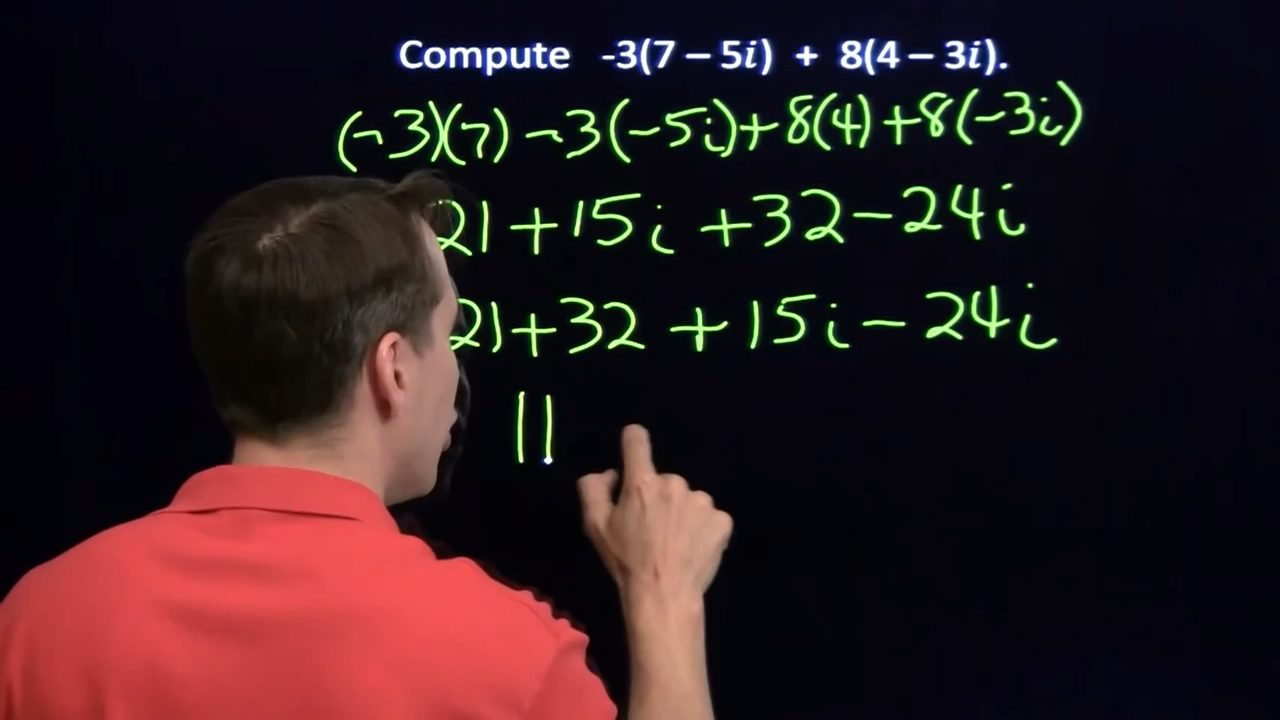 Compute -3(7 – 5i) + 8(4 – 3i).
(-3)(7) -3(-5i)+8(4)+8(-3i)
21 +15i +32-24i
21+32 +15i-24i
11